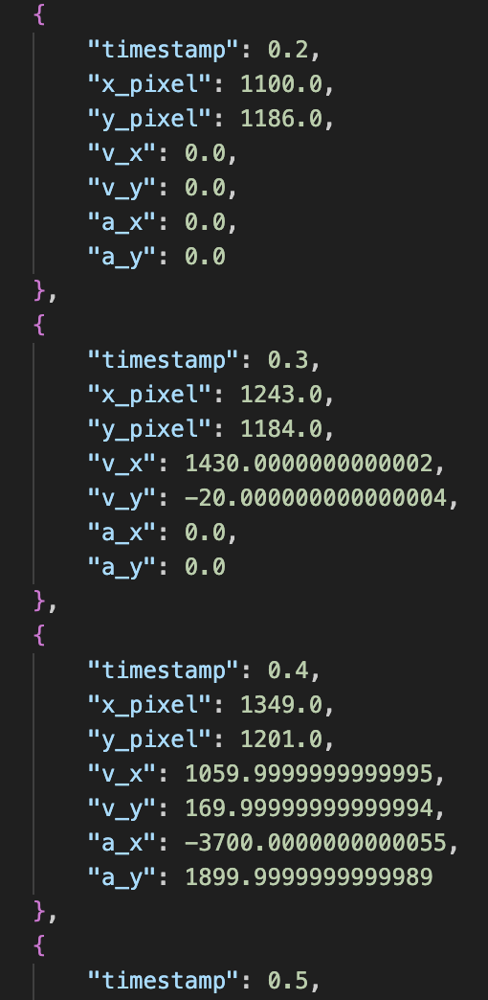 {
"timestamp": 0.2,
"x_pixel": 1100.0,
"y_pixel": 1186.0,
"v_x": 0.0,
"v_y": 0.0,
"a_x": 0.0,
"a_y": 0.0
},
{
"timestamp": 0.3,
"x_pixel": 1243.0,
"y_pixel": 1184.0,
"v_x": 1430.0000000000002,
"v_y": -20.000000000000004,
"a_x": 0.0,
"a_y": 0.0
},
{
"timestamp": 0.4,
"x_pixel": 1349.0,
"y_pixel": 1201.0,
"v_x": 1059.9999999999995,
"v_y": 169.99999999999994,
"a_x": -3700.0000000000055,
"a_y": 1899.9999999999989
},
{
"timestamp": 0.5,